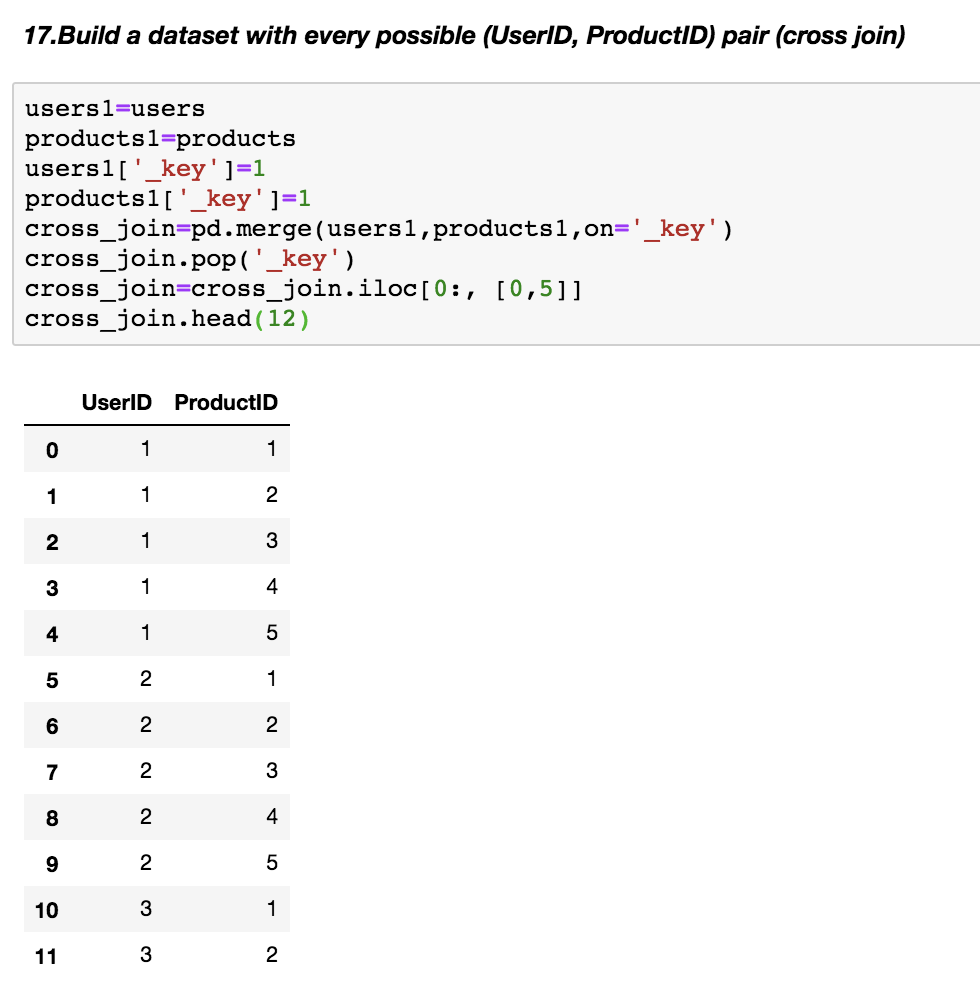 17.Build a dataset with every possible (UserID, ProductID) pair (cross join)
users1=users
products1=products
users1['_key']=1
products1['_key']=1
cross_join=pd.merge(users1,products1,on='_key')
cross_join.pop('_key')
cross_join=cross_join.iloc[0:, [0,5]]
cross_join.head(12)
UserID ProductID
0 1 1
1 1 2
2 1 3
3 1 4
4 1 5
5 2 1
6 2 2
7 2 3
8 2 4
9 2 5
10 3 1
11 3 2